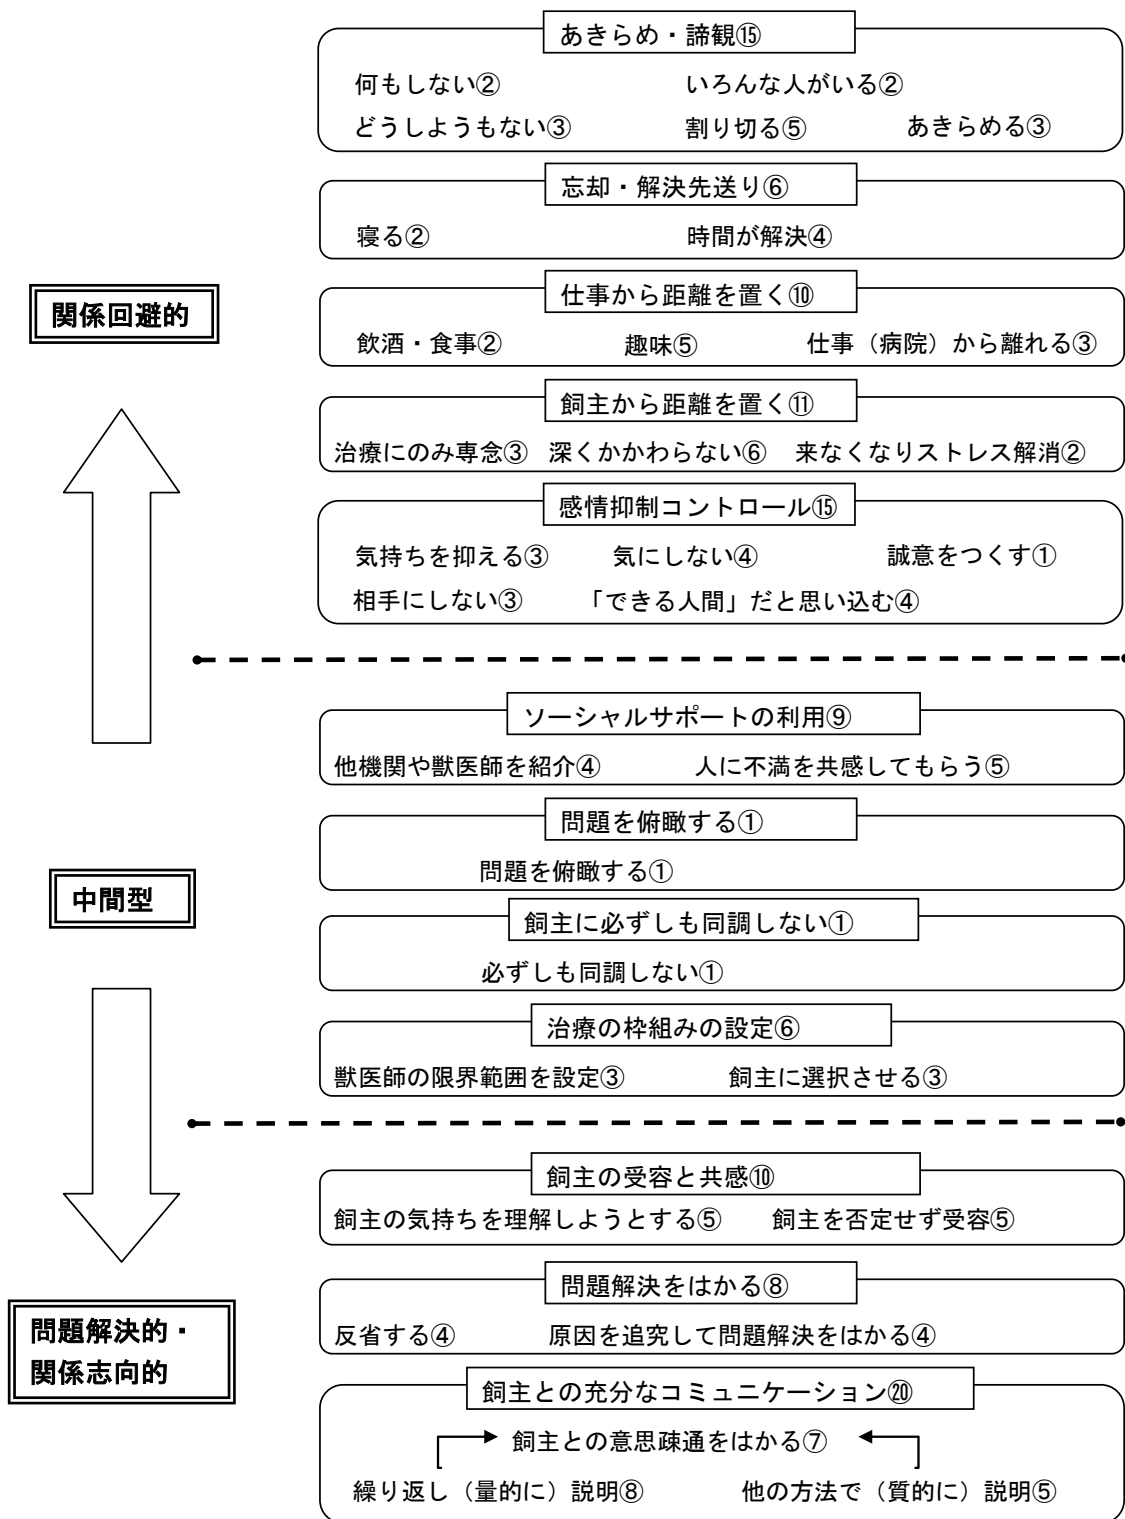 あきらめ・諦観⑮
何もしない② いろんな人がいる②
どうしようもない③ 割り切る⑤ あきらめる③
忘却・解決先送り⑥
寝る② 時間が解決④
関係回避的
仕事から距離を置く⑩
飲酒・食事② 趣味⑤ 仕事（病院）から離れる③
飼主から距離を置く⑪
治療にのみ専念③ 深くかかわらない⑥ 来なくなりストレス解消②
感情抑制コントロール⑮
気持ちを抑える③ 気にしない④ 誠意をつくす①
相手にしない③ 「できる人間」だと思い込む④
ソーシャルサポートの利用⑨
他機関や獣医師を紹介④ 人に不満を共感してもらう⑤
問題を俯瞰する①
問題を俯瞰する①
中間型
飼主に必ずしも同調しない①
必ずしも同調しない①
治療の枠組みの設定⑥
獣医師の限界範囲を設定③ 飼主に選択させる③
飼主の受容と共感⑩
飼主の気持ちを理解しようとする⑤ 飼主を否定せず受容⑤
問題解決をはかる⑧
問題解決的・
関係志向的
反省する④ 原因を追究して問題解決をはかる④
飼主との充分なコミュニケーション⑳
飼主との意思疎通をはかる⑦
繰り返し（量的に）説明⑧ 他の方法で（質的に）説明⑤